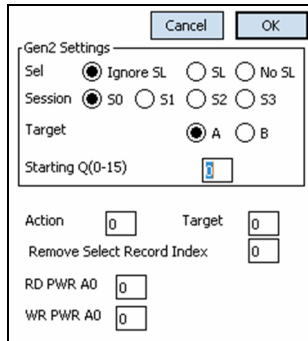 Cancel OK
Gen2 Settings
Sel Ignore SL SL No SL
Session S0 S1 S2 S3
Target A B
Starting Q(0-15) 0
Action 0 Target 0
Remove Select Record Index 0
RD PWR A0 0
WR PWR A0 0